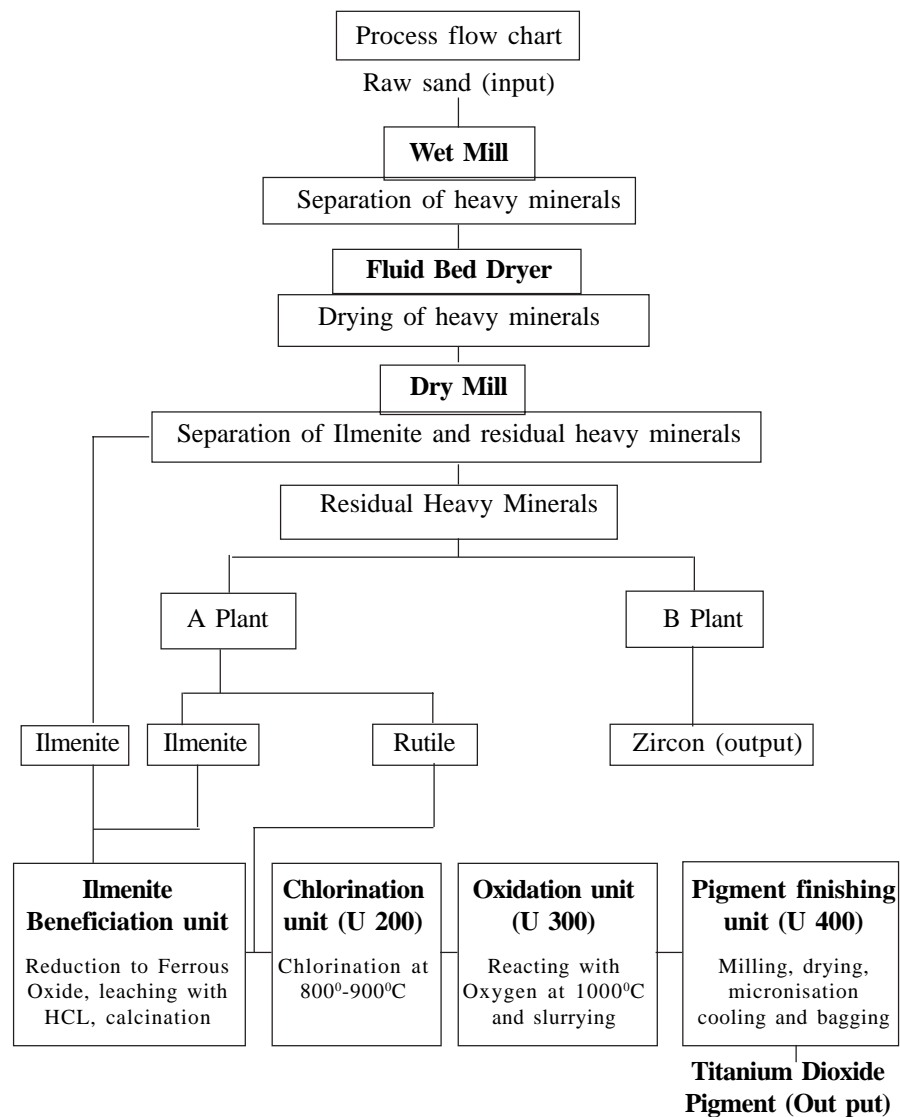 Process flow chart
Raw sand (input)
Wet Mill
Separation of heavy minerals
Fluid Bed Dryer
Drying of heavy minerals
Dry Mill
Separation of Ilmenite and residual heavy minerals
Residual Heavy Minerals
A Plant
B Plant
Ilmenite
Ilmenite
Rutile
Zircon (output)
Ilmenite
Beneficiation unit
Reduction to Ferrous
Oxide, leaching with
HCL, calcination
Chlorination
unit (U 200)
Chlorination at
800⁰-900⁰C
Oxidation unit
(U 300)
Reacting with
Oxygen at 1000⁰C
and slurrying
Pigment finishing
unit (U 400)
Milling, drying,
micronisation
cooling and bagging
Titanium Dioxide
Pigment (Out put)